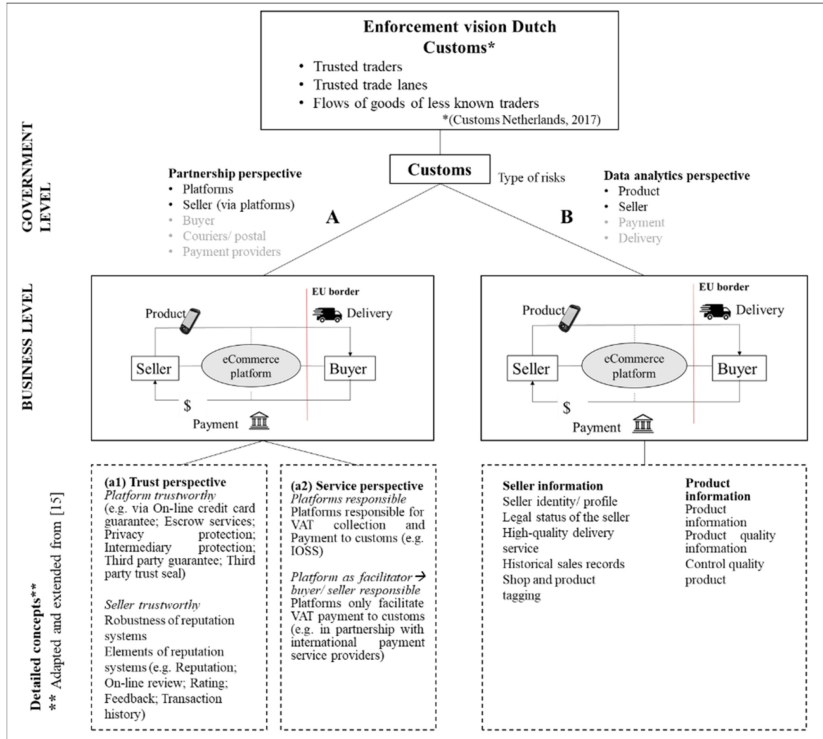 Enforcement vision Dutch
Customs*
• Trusted traders
• Trusted trade lanes
• Flows of goods of less known traders
*(Customs Netherlands, 2017)
GOVERNMENT
LEVEL
Customs
Type of risks
Partnership perspective
• Platforms
• Seller (via platforms)
• Buyer
• Couriers/ postal
• Payment providers
A
B
Data analytics perspective
• Product
• Seller
• Payment
• Delivery
BUSINESS LEVEL
EU border
Product
Delivery
Seller
eCommerce
platform
Buyer
$
Payment
EU border
Product
Delivery
Seller
eCommerce
platform
Buyer
$
Payment
Detailed concepts**
** Adapted and extended from [15]
(a1) Trust perspective
Platform trustworthy
(e.g. via On-line credit card
guarantee; Escrow services;
Privacy protection;
Intermediary protection;
Third party guarantee; Third
party trust seal)
Seller trustworthy
Robustness of reputation
systems
Elements of reputation
systems (e.g. Reputation;
On-line review; Rating;
Feedback; Transaction
history)
(a2) Service perspective
Platforms responsible
Platforms responsible for
VAT collection and
Payment to customs (e.g.
IOSS)
Platform as facilitator →
buyer/ seller responsible
Platforms only facilitate
VAT payment to customs
(e.g. in partnership with
international payment
service providers)
Seller information
Seller identity/ profile
Legal status of the seller
High-quality delivery
service
Historical sales records
Shop and product
tagging
Product
information
Product
information
Product quality
information
Control quality
product